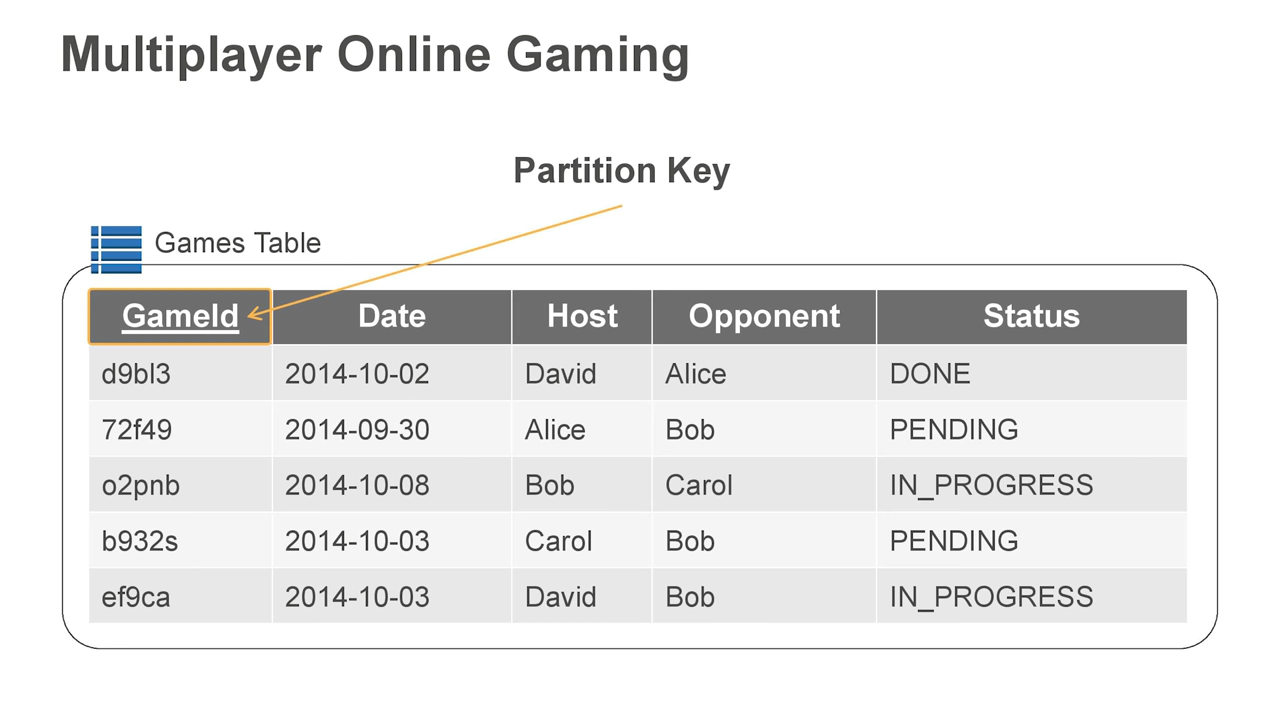 Multiplayer Online Gaming
Partition Key
Games Table
GameId Date Host Opponent Status
d9bl3 2014-10-02 David Alice DONE
72f49 2014-09-30 Alice Bob PENDING
o2pnb 2014-10-08 Bob Carol IN_PROGRESS
b932s 2014-10-03 Carol Bob PENDING
ef9ca 2014-10-03 David Bob IN_PROGRESS